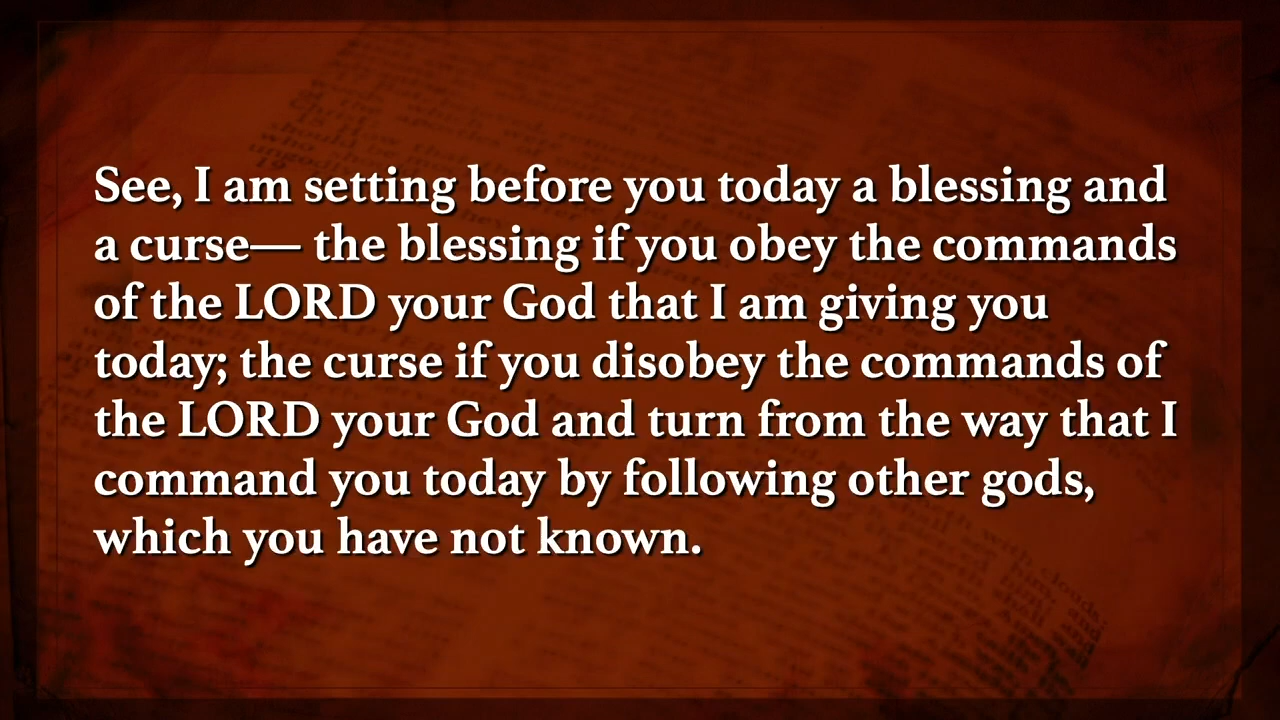 See, I am setting before you today a blessing and
a curse— the blessing if you obey the commands
of the LORD your God that I am giving you
today; the curse if you disobey the commands of
the LORD your God and turn from the way that I
command you today by following other gods,
which you have not known.